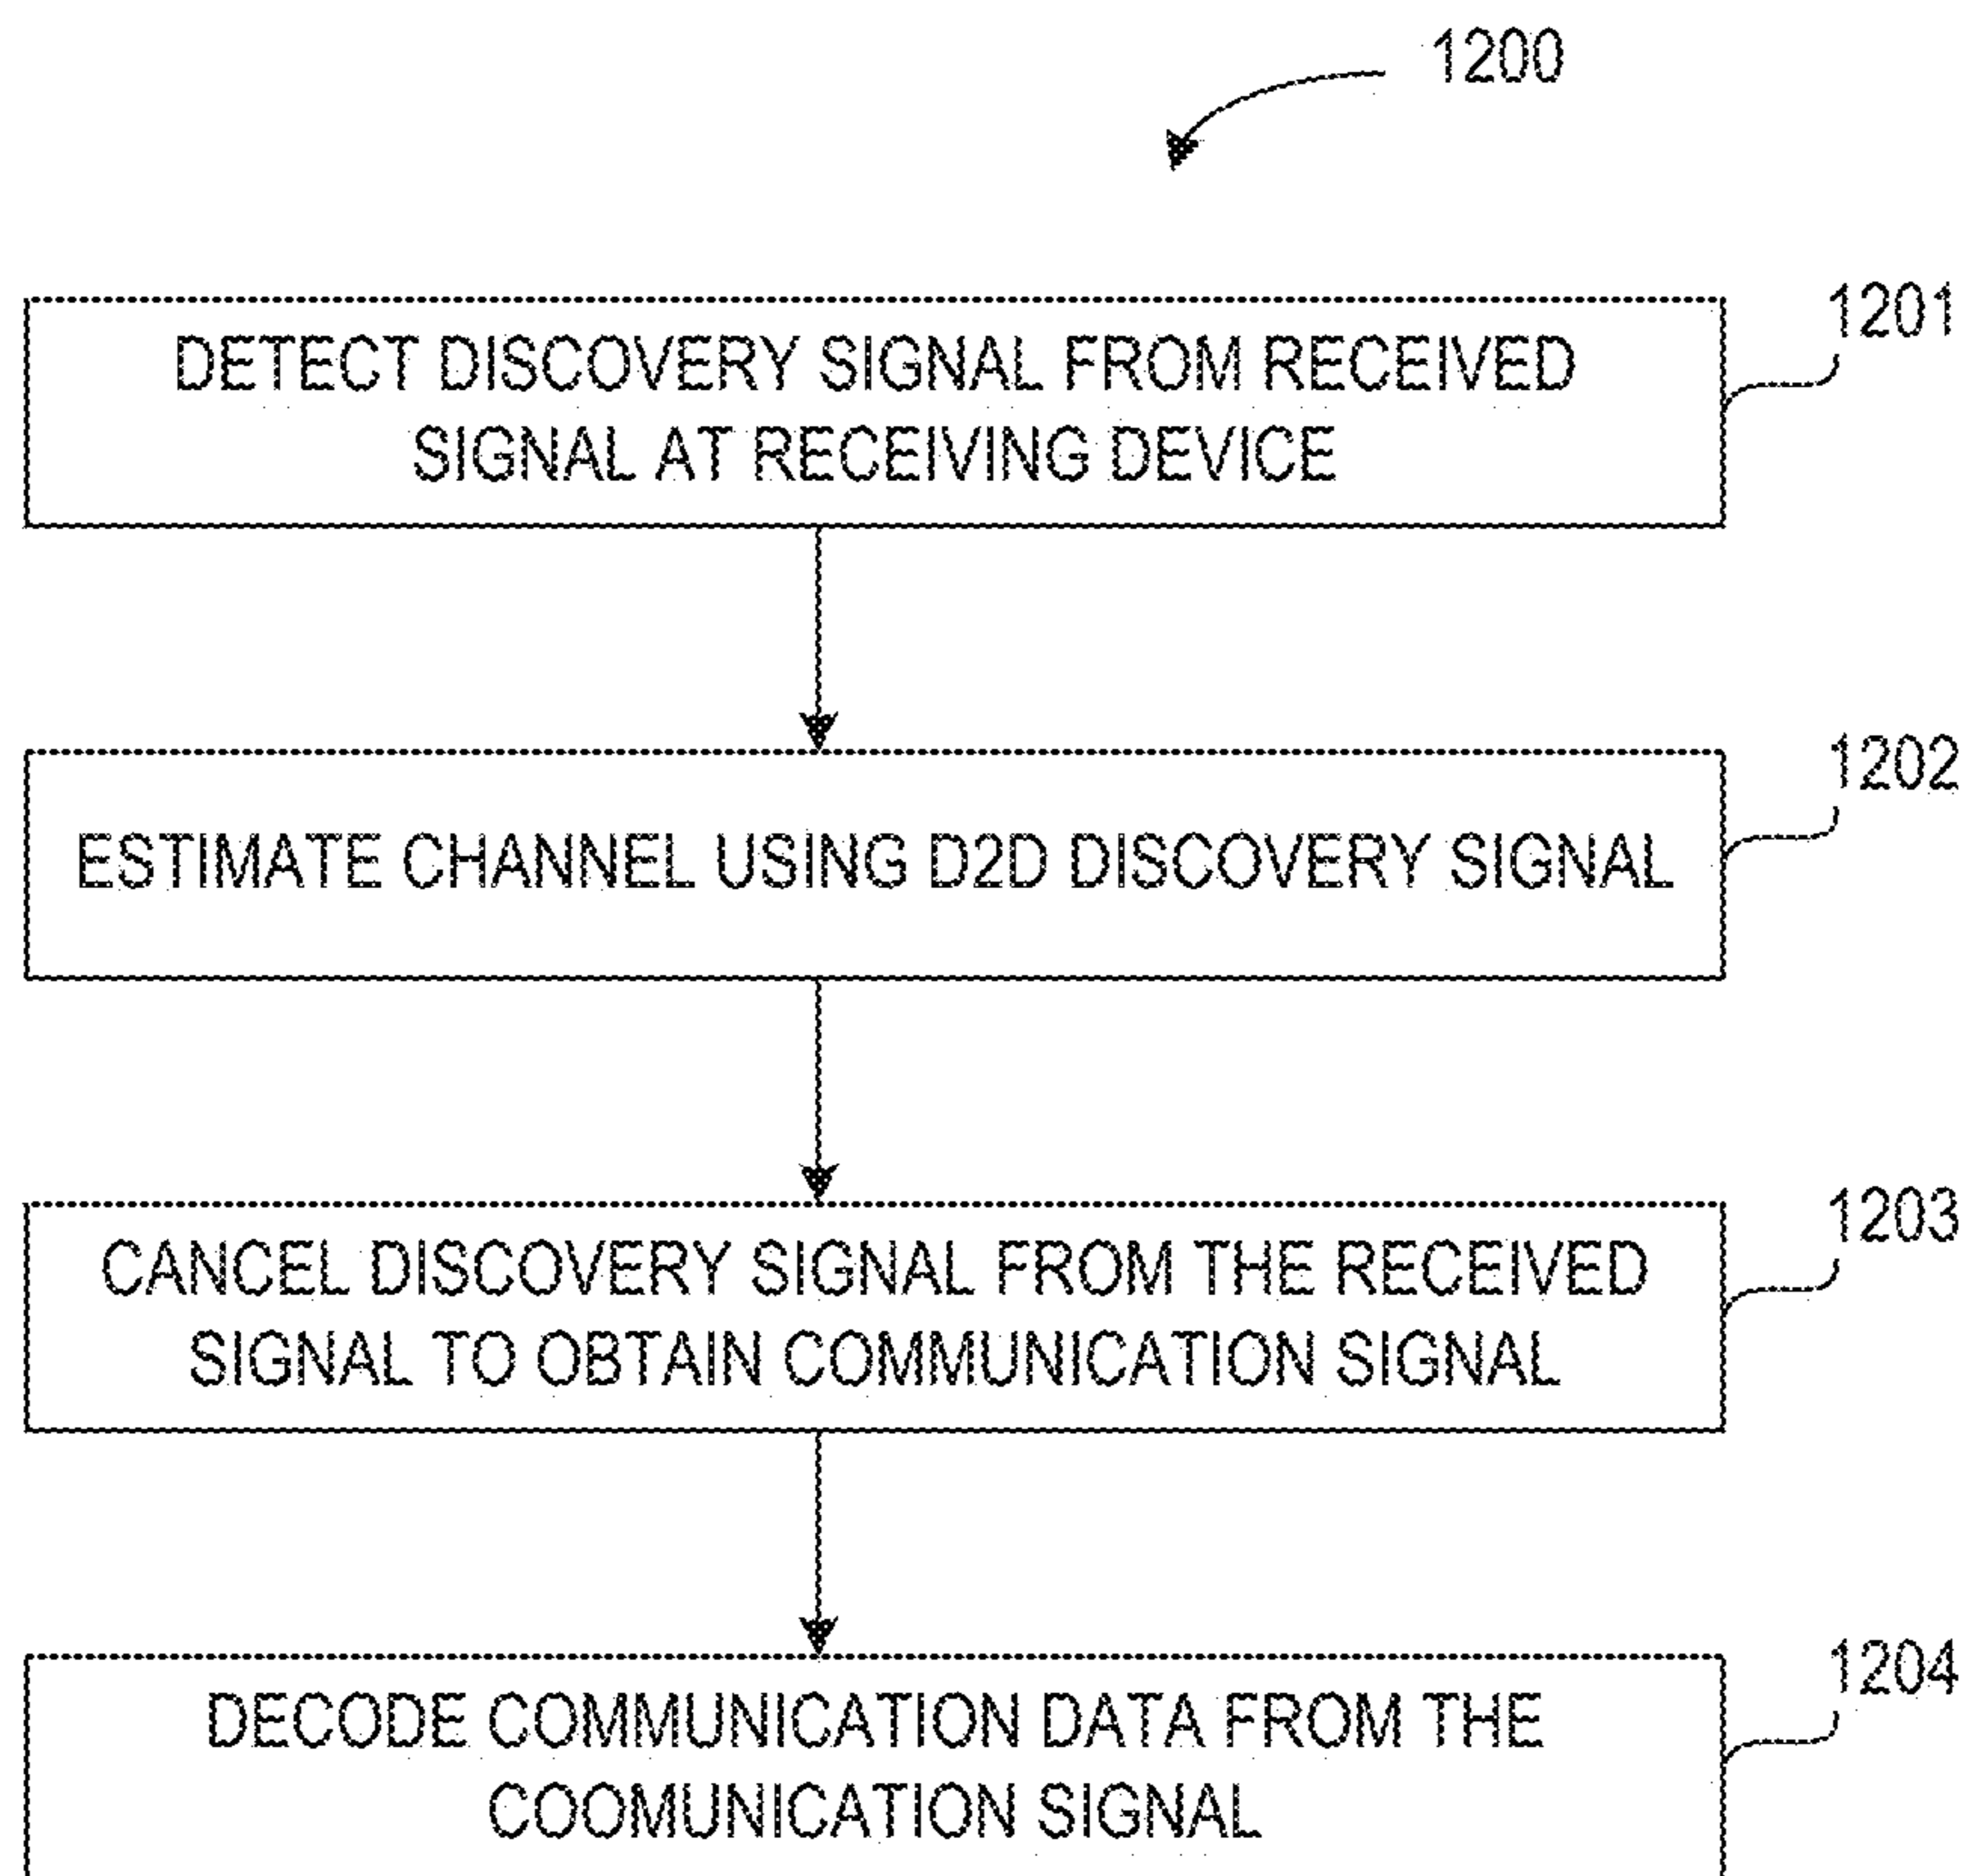 1200
DETECT DISCOVERY SIGNAL FROM RECEIVED
SIGNAL AT RECEIVING DEVICE
1201
ESTIMATE CHANNEL USING D2D DISCOVERY SIGNAL
1202
CANCEL DISCOVERY SIGNAL FROM THE RECEIVED
SIGNAL TO OBTAIN COMMUNICATION SIGNAL
1203
DECODE COMMUNICATION DATA FROM THE
COOMUNICATION SIGNAL
1204